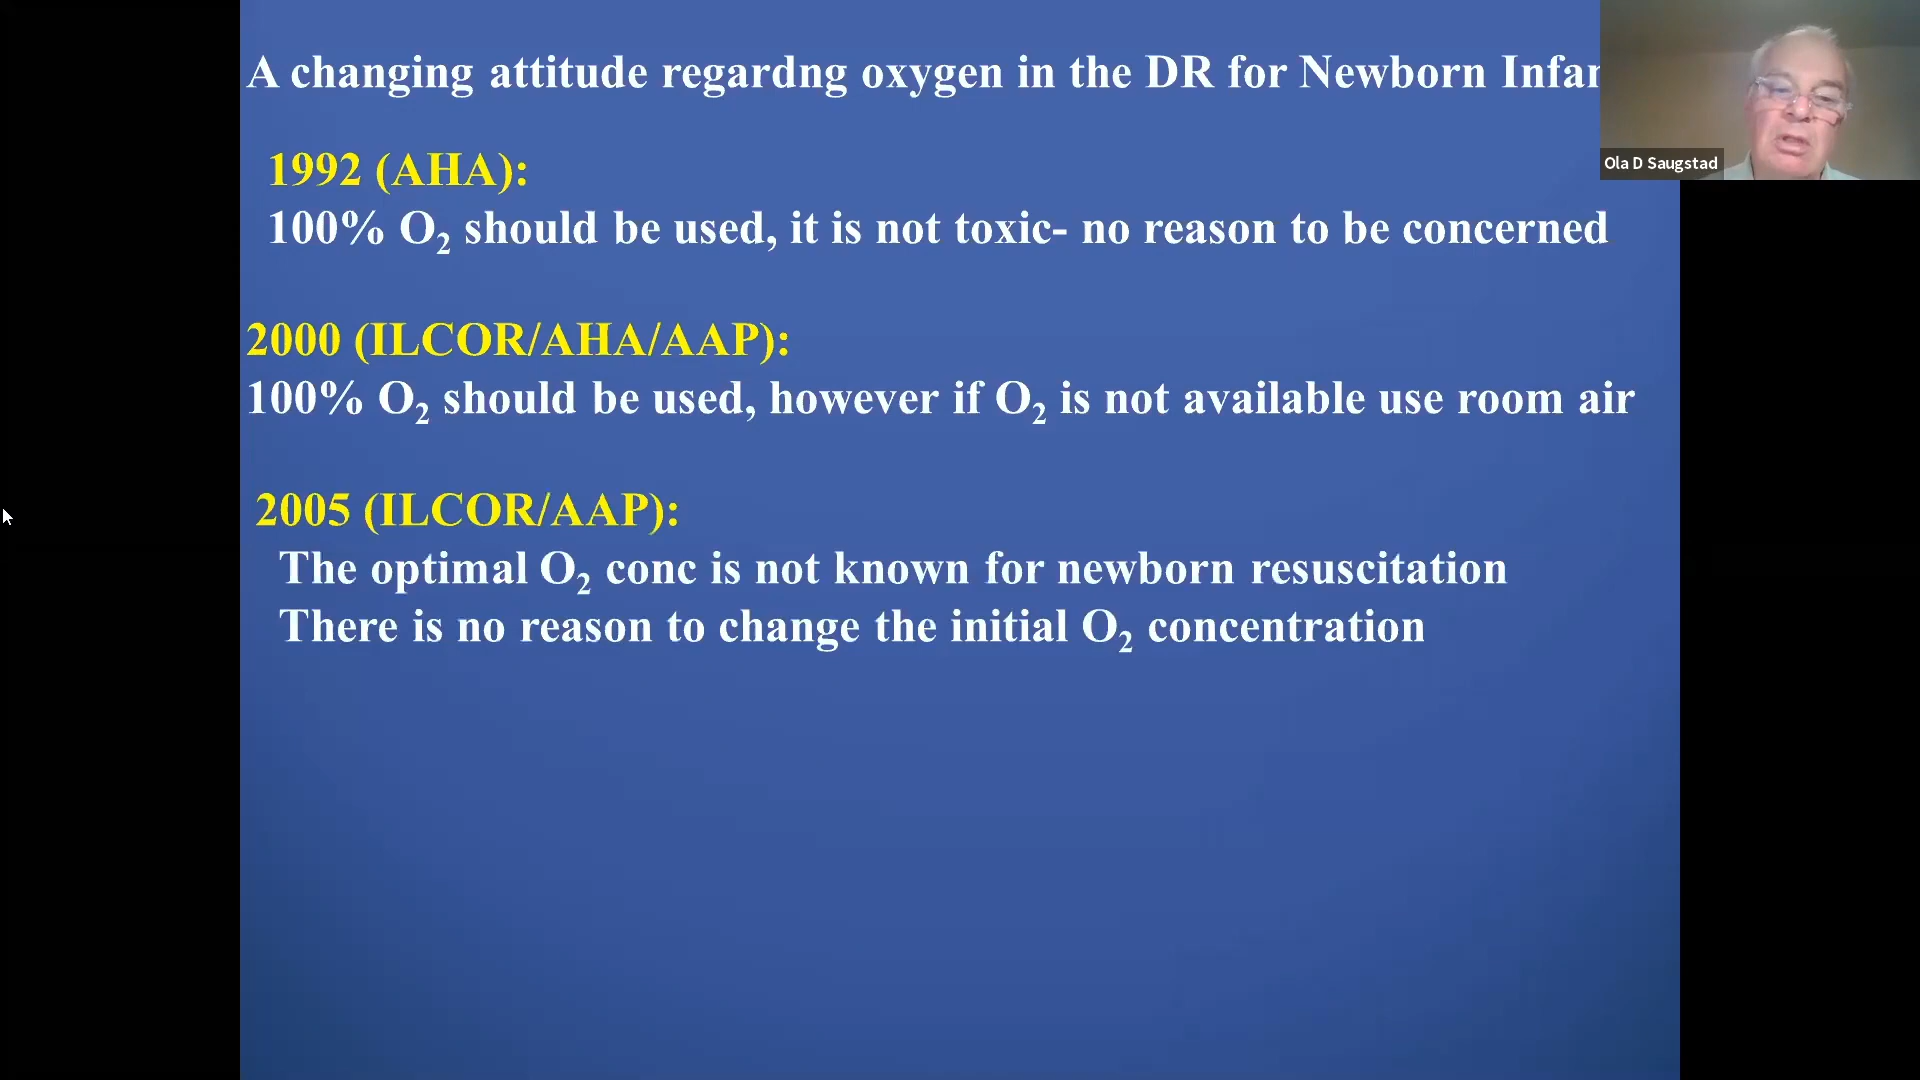 A changing attitude regardng oxygen in the DR for Newborn
Ola D Saugstad
1992 (AHA):
100% O₂ should be used, it is not toxic- no reason to be concerned
2000 (ILCOR/AHA/AAP):
100% O₂ should be used, however if O₂ is not available use room air
2005 (ILCOR/AAP):
The optimal O₂ conc is not known for newborn resuscitation
There is no reason to change the initial O₂ concentration